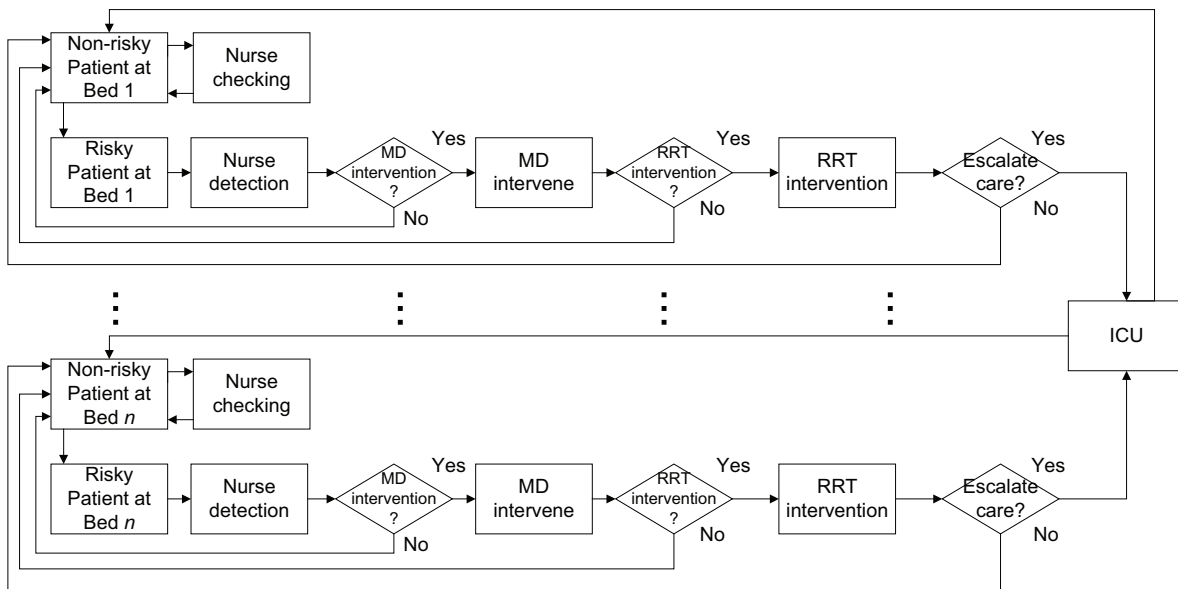 Non-risky
Patient at
Bed 1
Nurse
checking
Risky
Patient at
Bed 1
Nurse
detection
MD
intervention
?
Yes
No
MD
intervene
RRT
intervention
?
Yes
No
RRT
intervention
Escalate
care?
Yes
No
ICU
Non-risky
Patient at
Bed n
Nurse
checking
Risky
Patient at
Bed n
Nurse
detection
MD
intervention
?
Yes
No
MD
intervene
RRT
intervention
?
Yes
No
RRT
intervention
Escalate
care?
Yes
No